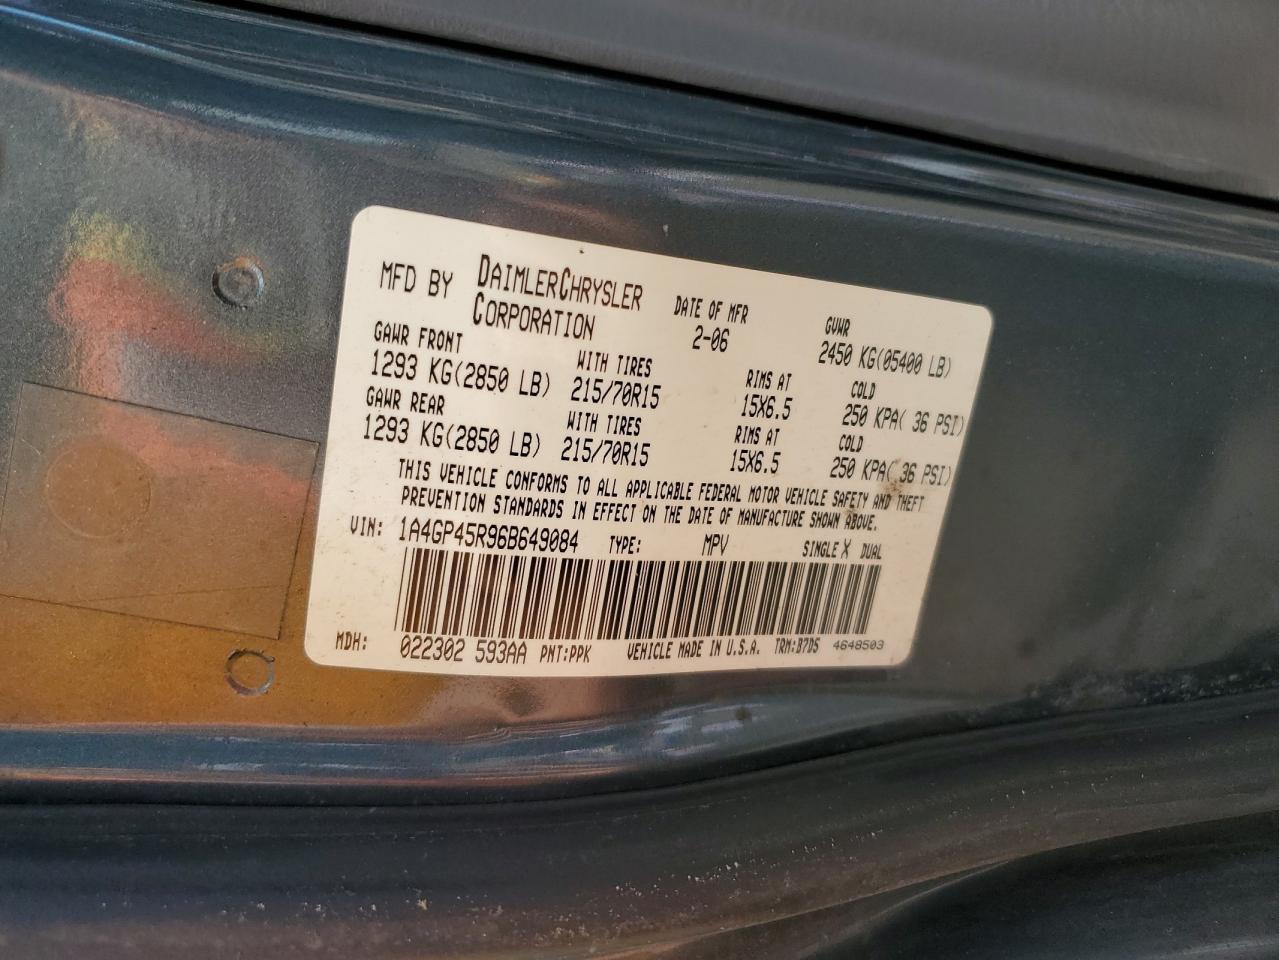 MFD BY DAIMLERCHRYSLER CORPORATION DATE OF MFR 2-06 GVWR 2450 KG(05400 LB)
GAWR FRONT WITH TIRES RIMS AT COLD
1293 KG(2850 LB) 215/70R15 15X6.5 250 KPA( 36 PSI)
GAWR REAR WITH TIRES RIMS AT COLD
1293 KG(2850 LB) 215/70R15 15X6.5 250 KPA( 36 PSI)
THIS VEHICLE CONFORMS TO ALL APPLICABLE FEDERAL MOTOR VEHICLE SAFETY AND THEFT
PREVENTION STANDARDS IN EFFECT ON THE DATE OF MANUFACTURE SHOWN ABOVE.
VIN: 1A4GP45R96B649084 TYPE: MPV SINGLE X DUAL
MDH: 022302 593AA PNT:PPK VEHICLE MADE IN U.S.A. TRM:B7D5 4648503